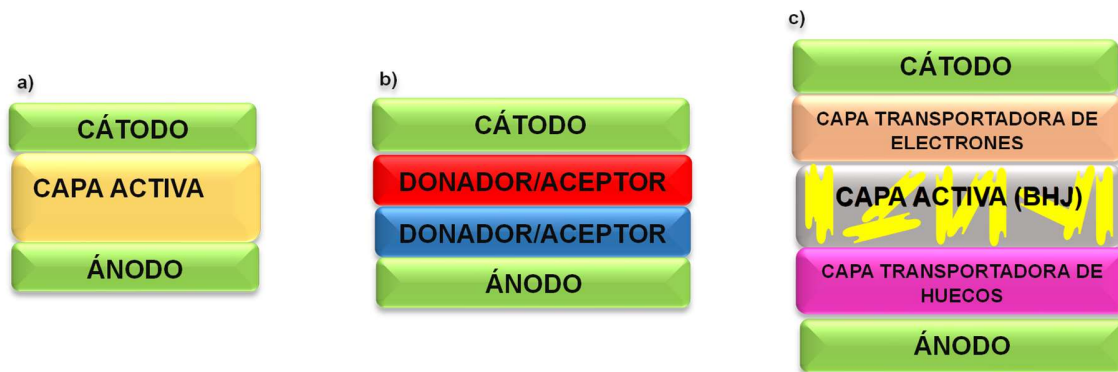 a)
CÁTODO
CAPA ACTIVA
ÁNODO
b)
CÁTODO
DONADOR/ACEPTOR
DONADOR/ACEPTOR
ÁNODO
c)
CÁTODO
CAPA TRANSPORTADORA DE
ELECTRONES
CAPA ACTIVA (BHJ)
CAPA TRANSPORTADORA DE
HUECOS
ÁNODO